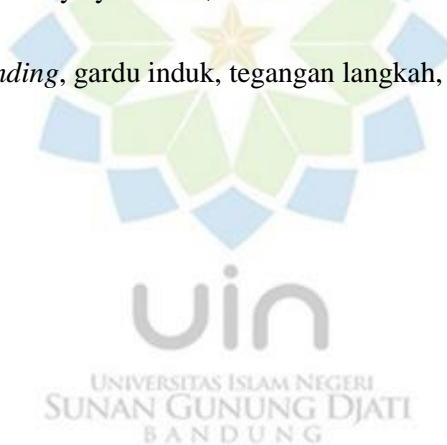 nding, gardu induk, tegangan langkah,
uin
UNIVERSITAS ISLAM NEGERI
SUNAN GUNUNG DJATI
BANDUNG